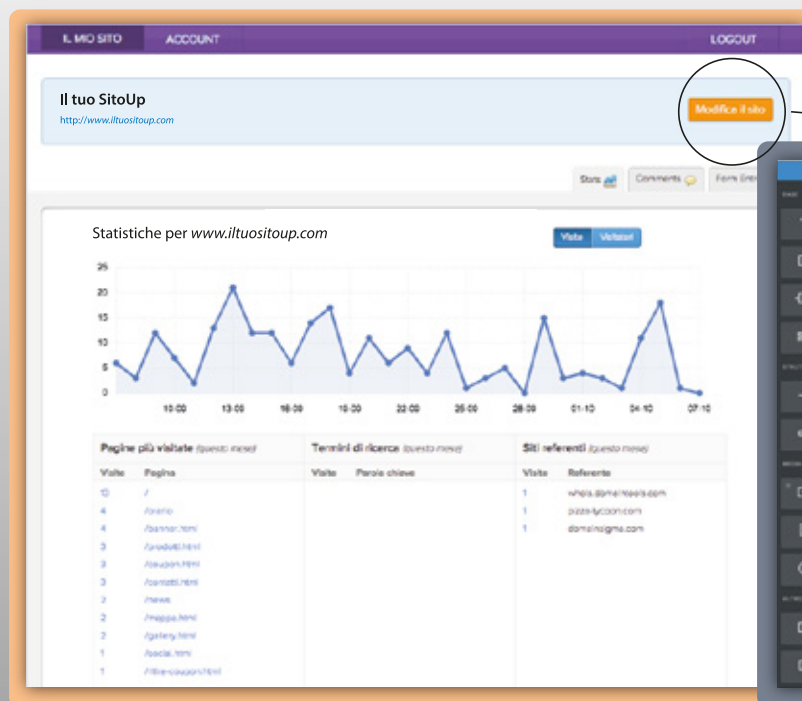 IL MIO SITO ACCOUNT LOGOUT
Il tuo SitoUp
http://www.iltuositoup.com
Modifica il sito
Stats Comments Form
Statistiche per www.iltuositoup.com
Visite Visitatori
25
20
15
10
5
0
10-09 13-09 16-09 19-09 22-09 25-09 28-09 01-10 04-10 07-10
Pagine più visitate (questo mese) Termini di ricerca (questo mese) Siti referenti (questo mese)
Visite Pagina Visite Parola chiave Visite Referente
10 / 1 whois.domaintools.com
4 /orario 1 pizza-tycoon.com
4 /banner.html 1 domainsigma.com
3 /prodotti.html
3 /coupon.html
3 /contatti.html
2 /news
2 /mappa.html
2 /gallery.html
1 /social.html
1 /like-coupon.html